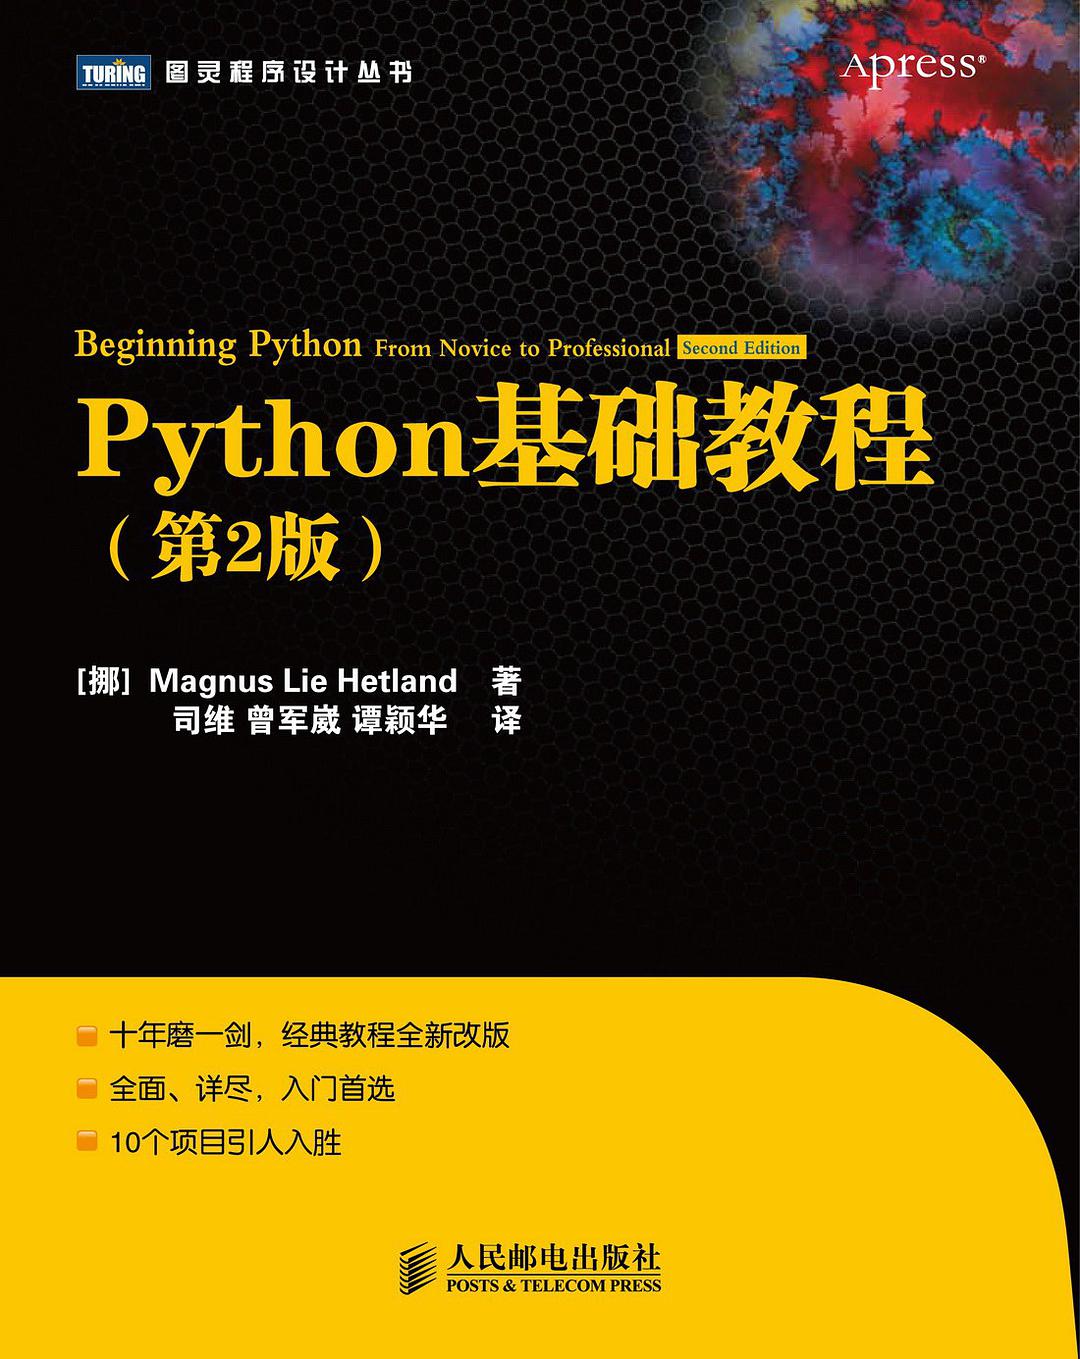 TURING 图灵程序设计丛书
Apress®
Beginning Python From Novice to Professional Second Edition
Python基础教程
（第2版）
[挪] Magnus Lie Hetland 著
司维 曾军崴 谭颖华 译
十年磨一剑，经典教程全新改版
全面、详尽，入门首选
10个项目引人入胜
人民邮电出版社
POSTS & TELECOM PRESS